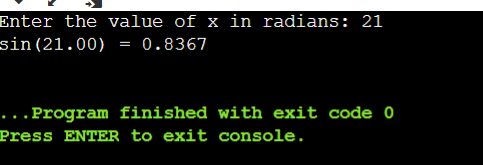 Enter the value of x in radians: 21
sin(21.00) = 0.8367
...Program finished with exit code 0
Press ENTER to exit console.